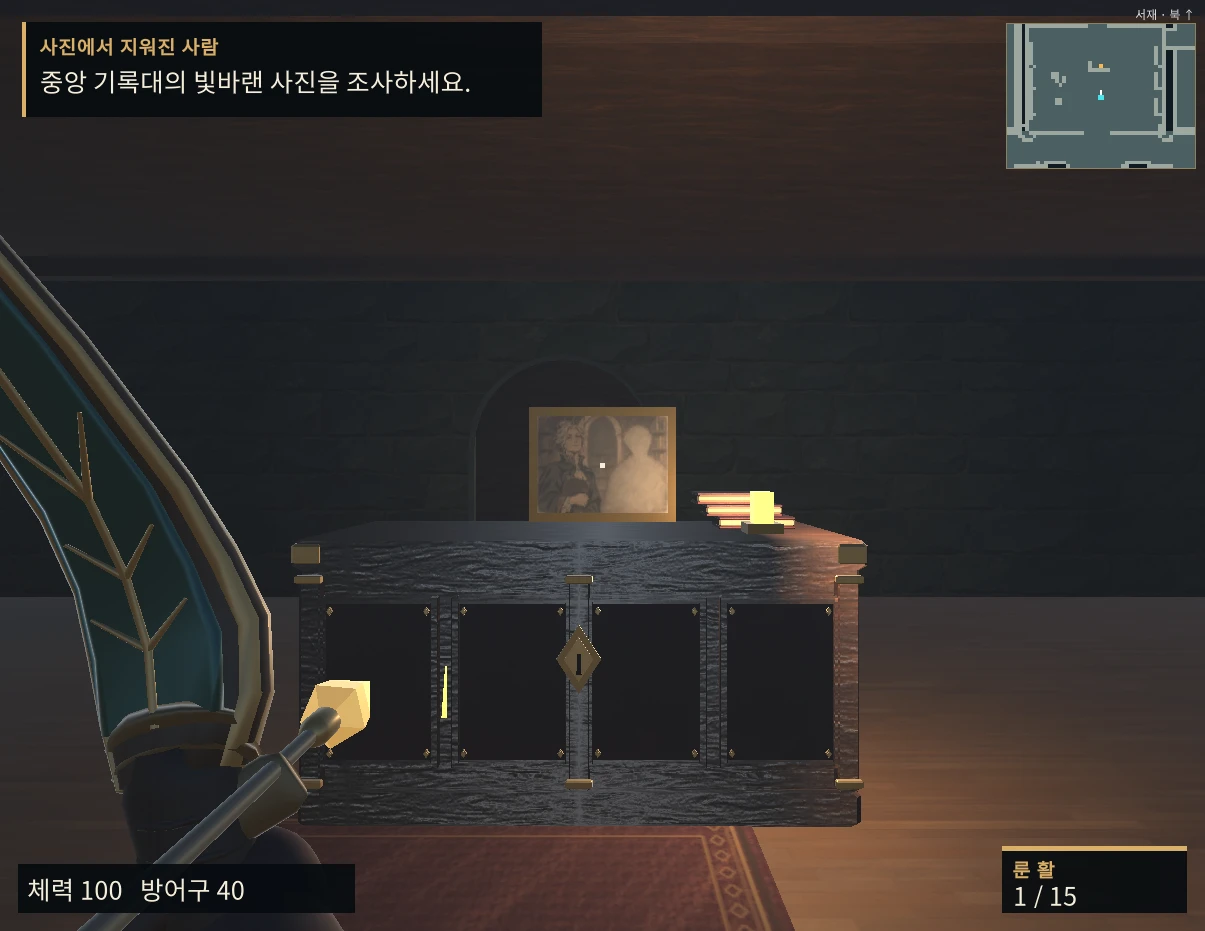 서재 · 북 ↑
사진에서 지워진 사람
중앙 기록대의 빛바랜 사진을 조사하세요.
체력 100 방어구 40
룬 활
1 / 15